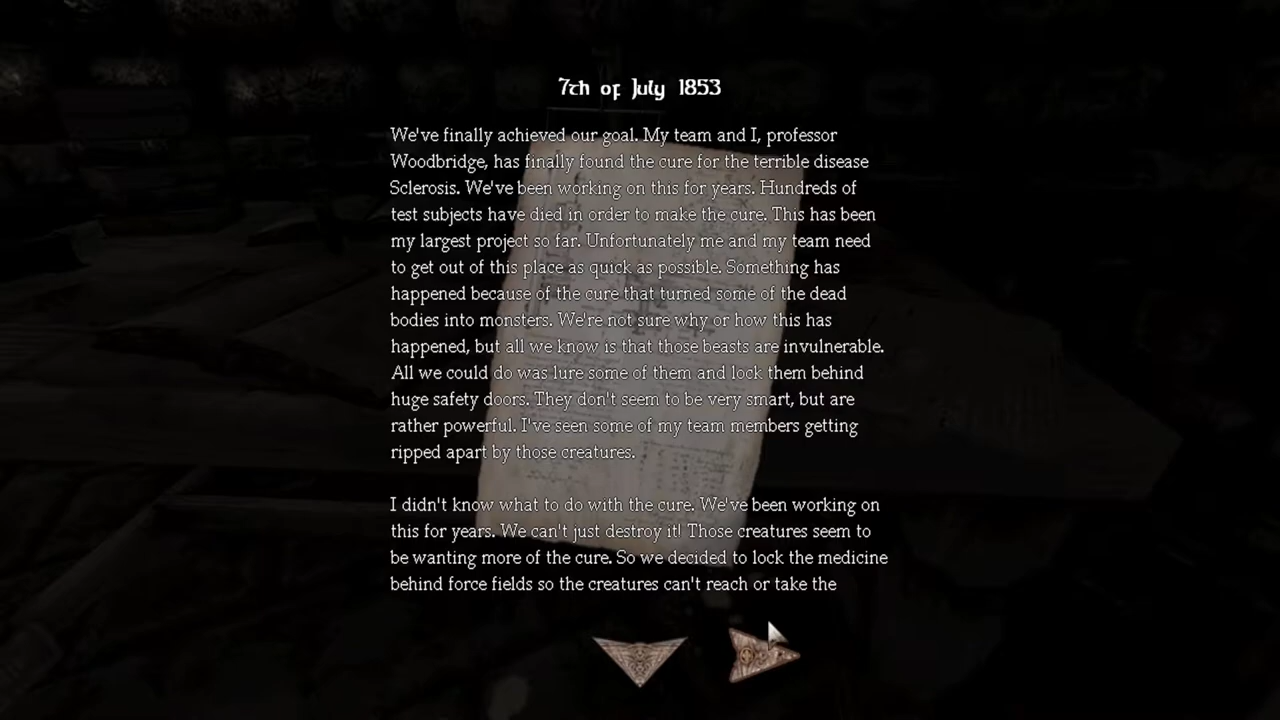 7th of July 1853
We've finally achieved our goal. My team and I, professor
Woodbridge, has finally found the cure for the terrible disease
Sclerosis. We've been working on this for years. Hundreds of
test subjects have died in order to make the cure. This has been
my largest project so far. Unfortunately me and my team need
to get out of this place as quick as possible. Something has
happened because of the cure that turned some of the dead
bodies into monsters. We're not sure why or how this has
happened, but all we know is that those beasts are invulnerable.
All we could do was lure some of them and lock them behind
huge safety doors. They don't seem to be very smart, but are
rather powerful. I've seen some of my team members getting
ripped apart by those creatures.
I didn't know what to do with the cure. We've been working on
this for years. We can't just destroy it! Those creatures seem to
be wanting more of the cure. So we decided to lock the medicine
behind force fields so the creatures can't reach or take the